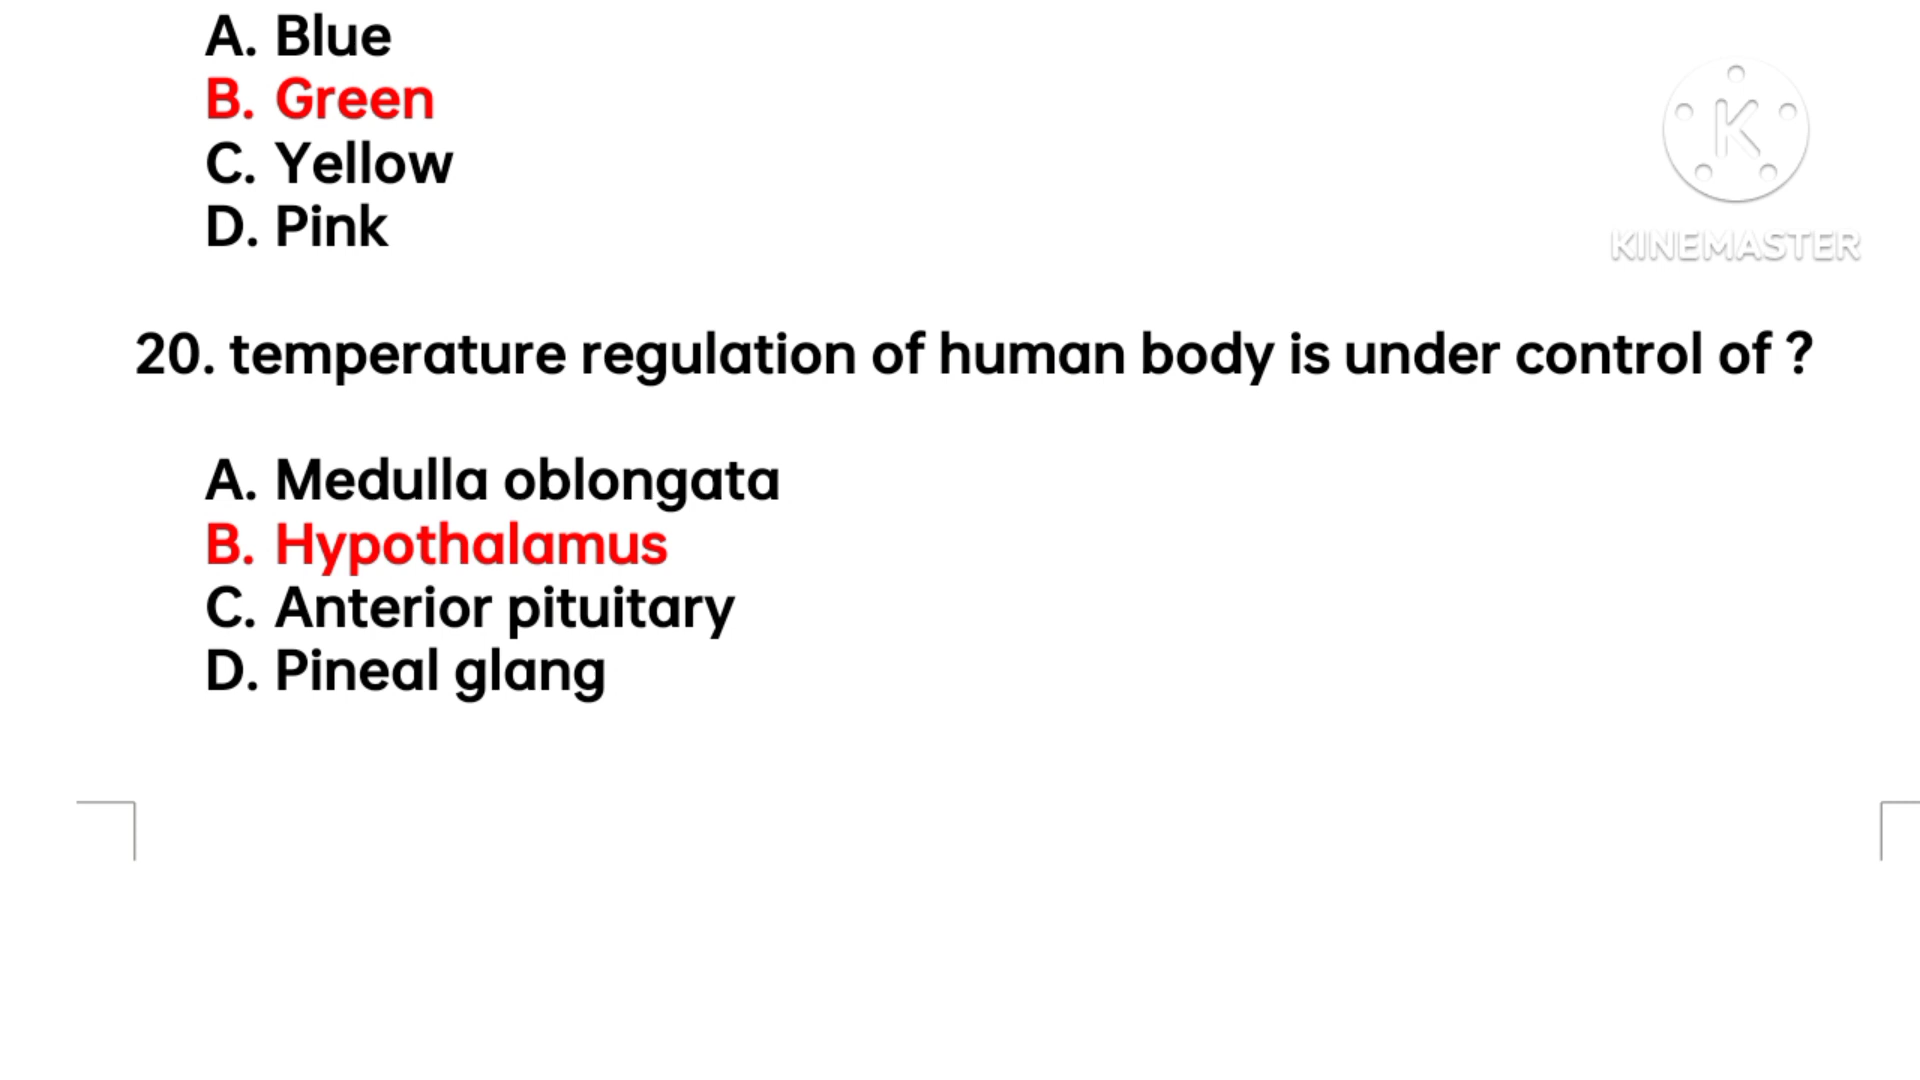 A. Blue
B. Green
C. Yellow
D. Pink
K
KINEMASTER
20. temperature regulation of human body is under control of ?
A. Medulla oblongata
B. Hypothalamus
C. Anterior pituitary
D. Pineal glang